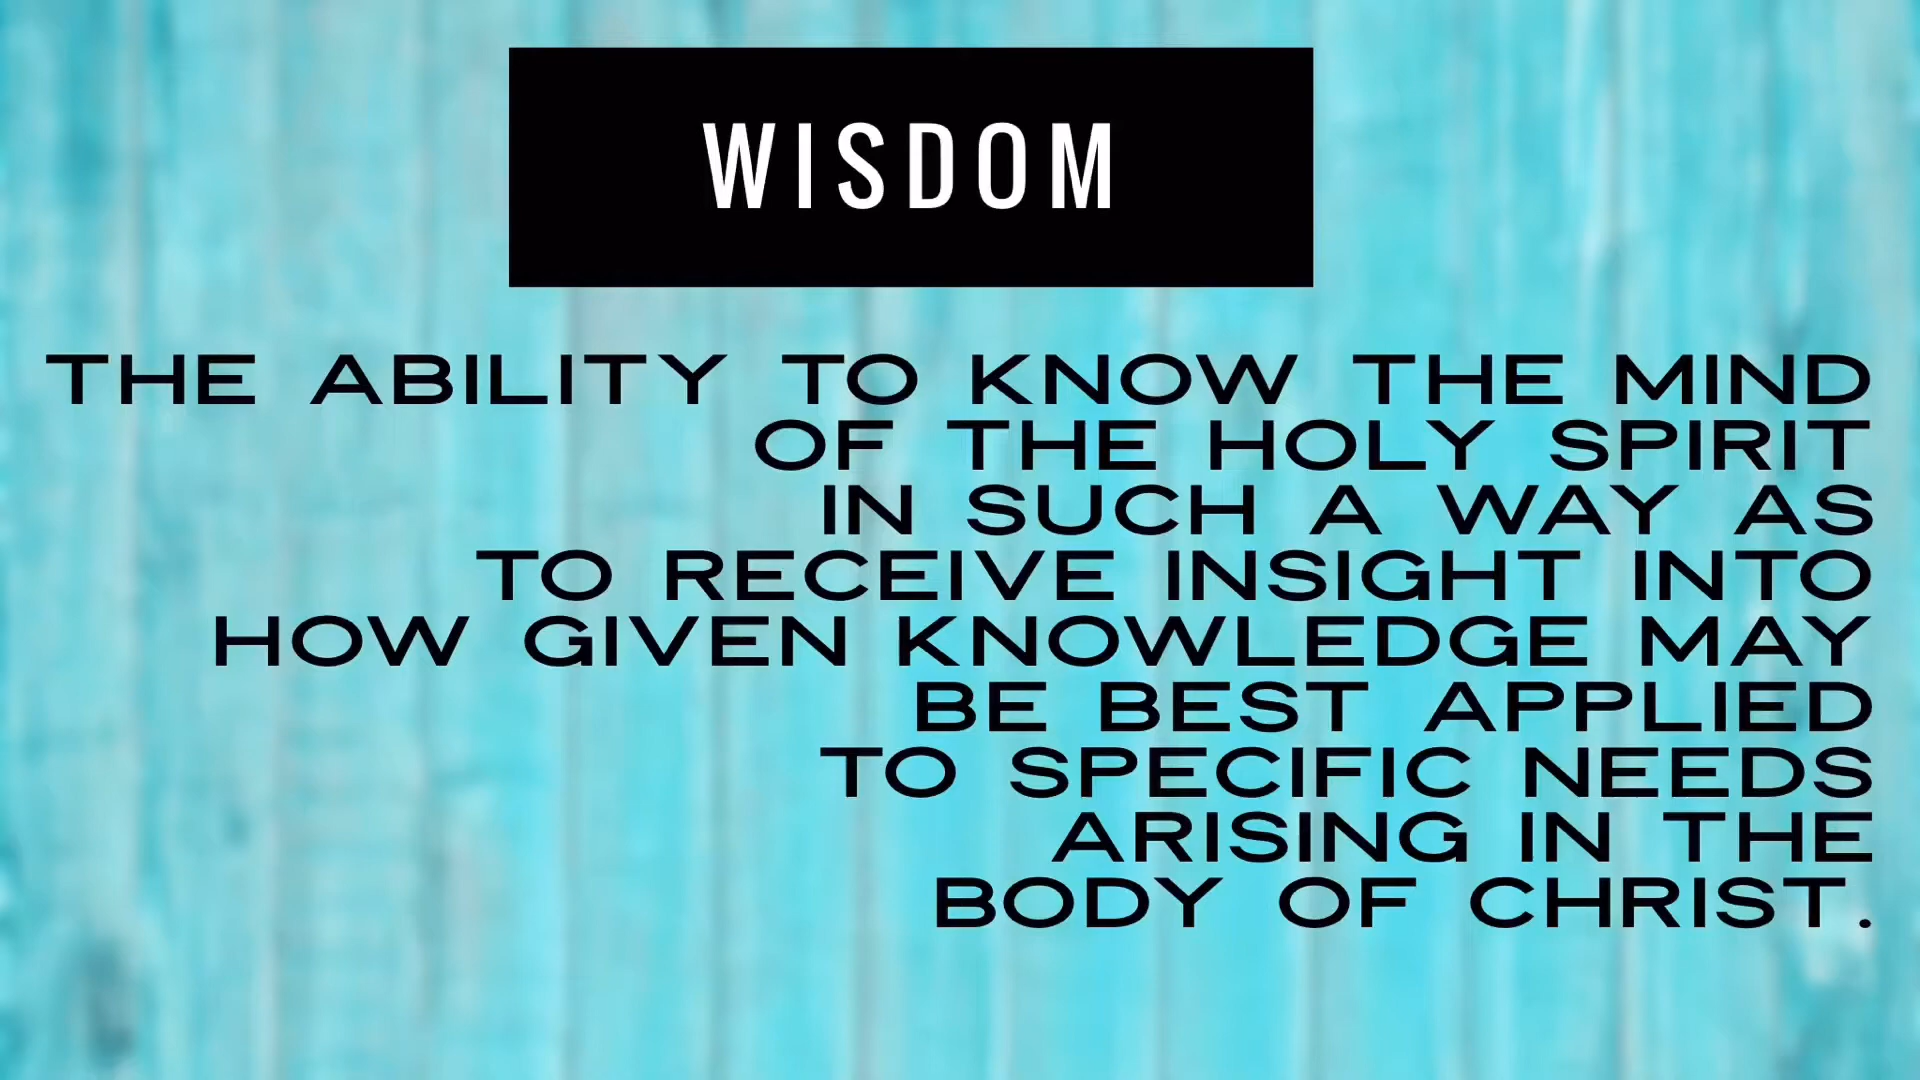 WISDOM
THE ABILITY TO KNOW THE MIND
OF THE HOLY SPIRIT
IN SUCH A WAY AS
TO RECEIVE INSIGHT INTO
HOW GIVEN KNOWLEDGE MAY
BE BEST APPLIED
TO SPECIFIC NEEDS
ARISING IN THE
BODY OF CHRIST.